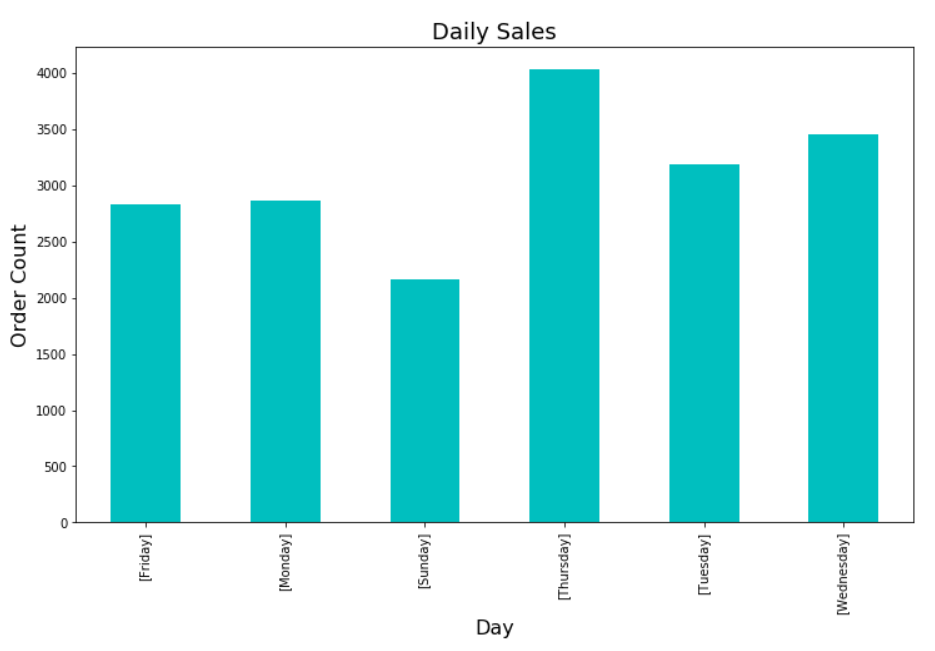 Daily Sales
Order Count
4000
3500
3000
2500
2000
1500
1000
500
0
[Friday]
[Monday]
[Sunday]
[Thursday]
[Tuesday]
[Wednesday]
Day